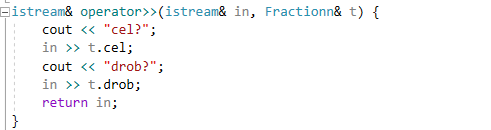 istream& operator>>(istream& in, Fractionn& t) {
cout << "cel?";
in >> t.cel;
cout << "drob?";
in >> t.drob;
return in;
}